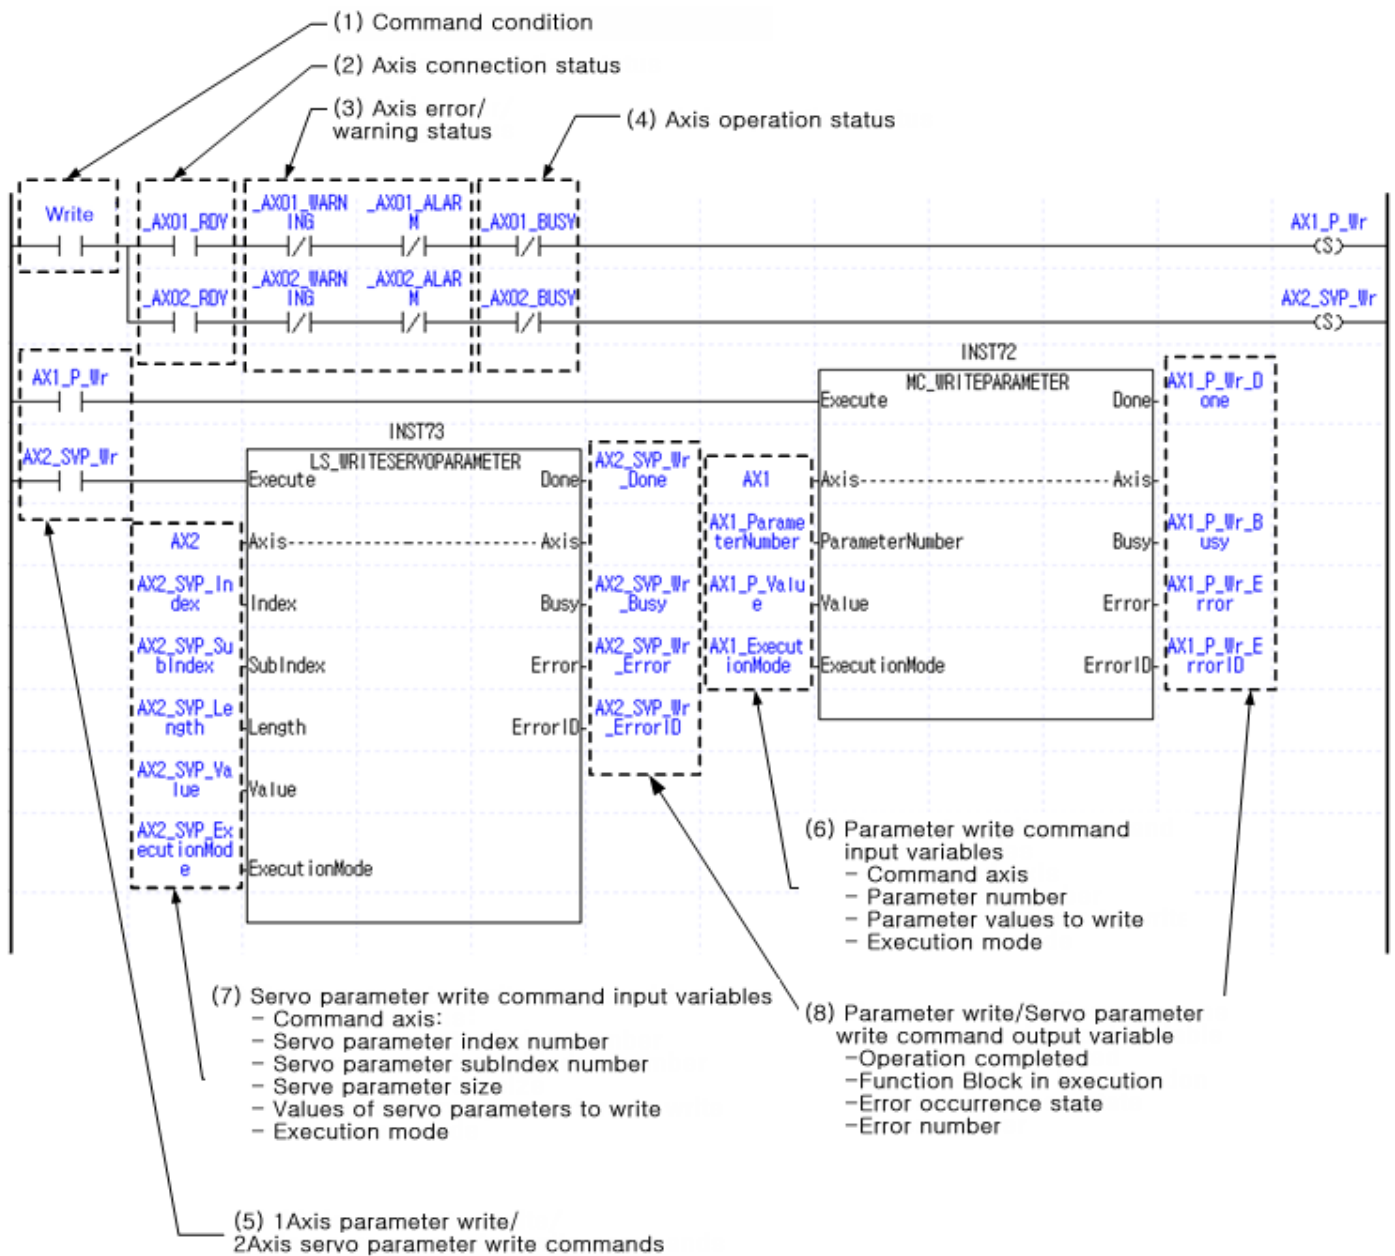 (1) Command condition
(2) Axis connection status
(3) Axis error/
warning status
(4) Axis operation status
Write
_AX01_RDY
_AX01_WARN
ING
_AX01_ALAR
M
_AX01_BUSY
AX1_P_Wr
(S)
_AX02_RDY
_AX02_WARN
ING
_AX02_ALAR
M
_AX02_BUSY
AX2_SVP_Wr
(S)
AX1_P_Wr
INST72
MC_WRITEPARAMETER
Execute
Done
AX1_P_Wr_D
one
AX2_SVP_Wr
INST73
LS_WRITESERVOPARAMETER
Execute
Done
AX2_SVP_Wr
_Done
AX1
Axis
Axis
AX2
Axis
Axis
AX1_Parame
terNumber
ParameterNumber
Busy
AX1_P_Wr_B
usy
AX2_SVP_In
dex
Index
Busy
AX2_SVP_Wr
_Busy
AX1_P_Valu
e
Value
Error
AX1_P_Wr_E
rror
AX2_SVP_Su
bIndex
SubIndex
Error
AX2_SVP_Wr
_Error
AX1_Execut
ionMode
ExecutionMode
ErrorID
AX1_P_Wr_E
rrorID
AX2_SVP_Le
ngth
Length
ErrorID
AX2_SVP_Wr
_ErrorID
AX2_SVP_Va
lue
Value
AX2_SVP_Ex
ecutionMod
e
ExecutionMode
(6) Parameter write command
input variables
- Command axis
- Parameter number
- Parameter values to write
- Execution mode
(7) Servo parameter write command input variables
- Command axis:
- Servo parameter index number
- Servo parameter subIndex number
- Serve parameter size
- Values of servo parameters to write
- Execution mode
(8) Parameter write/Servo parameter
write command output variable
-Operation completed
-Function Block in execution
-Error occurrence state
-Error number
(5) 1Axis parameter write/
2Axis servo parameter write commands